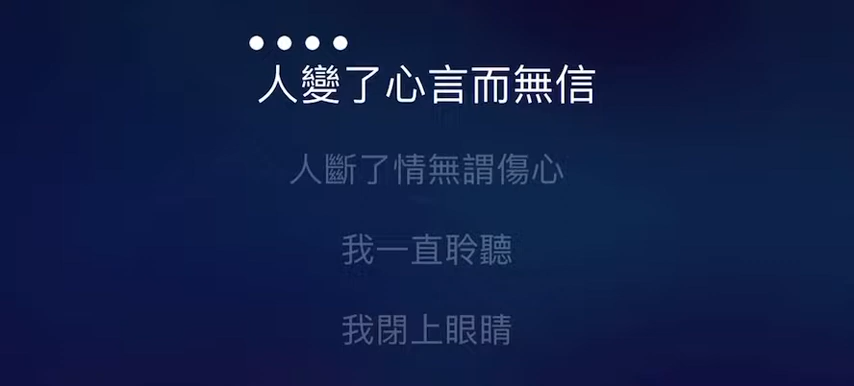 人變了心言而無信
人斷了情無謂傷心
我一直聆聽
我閉上眼睛